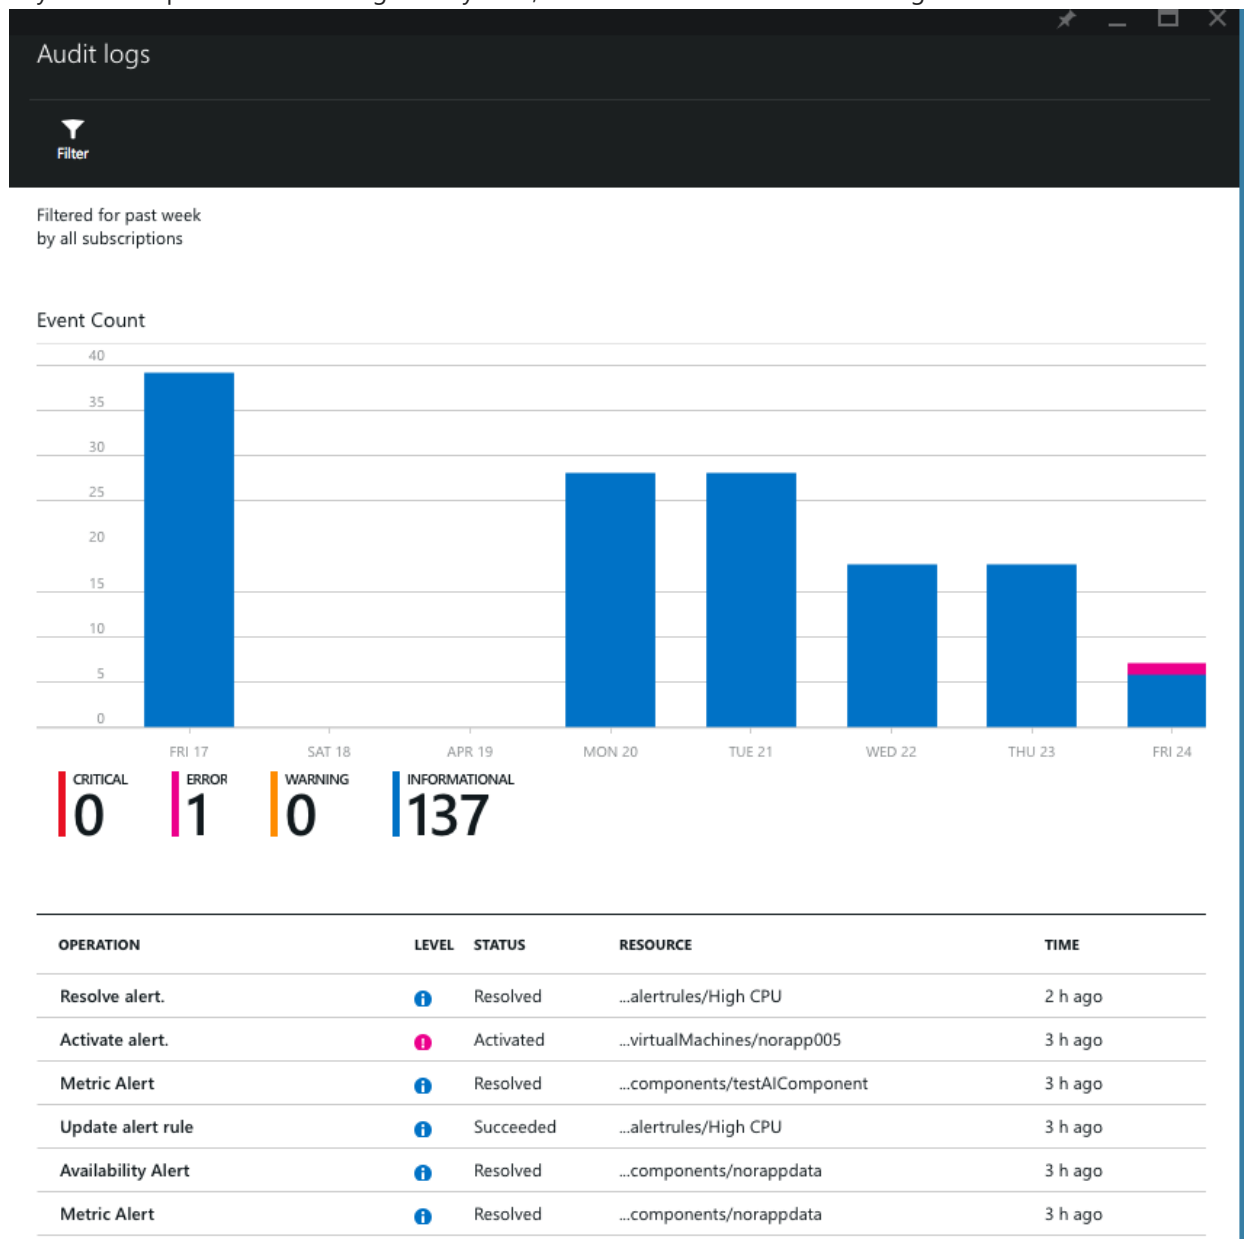 Audit logs
Filter
Filtered for past week
by all subscriptions
Event Count
40
35
30
25
20
15
10
5
0
FRI 17 SAT 18 APR 19 MON 20 TUE 21 WED 22 THU 23 FRI 24
CRITICAL ERROR WARNING INFORMATIONAL
0 1 0 137
OPERATION LEVEL STATUS RESOURCE TIME
Resolve alert. Resolved ...alertrules/High CPU 2 h ago
Activate alert. Activated ...virtualMachines/norapp005 3 h ago
Metric Alert Resolved ...components/testAIComponent 3 h ago
Update alert rule Succeeded ...alertrules/High CPU 3 h ago
Availability Alert Resolved ...components/norappdata 3 h ago
Metric Alert Resolved ...components/norappdata 3 h ago